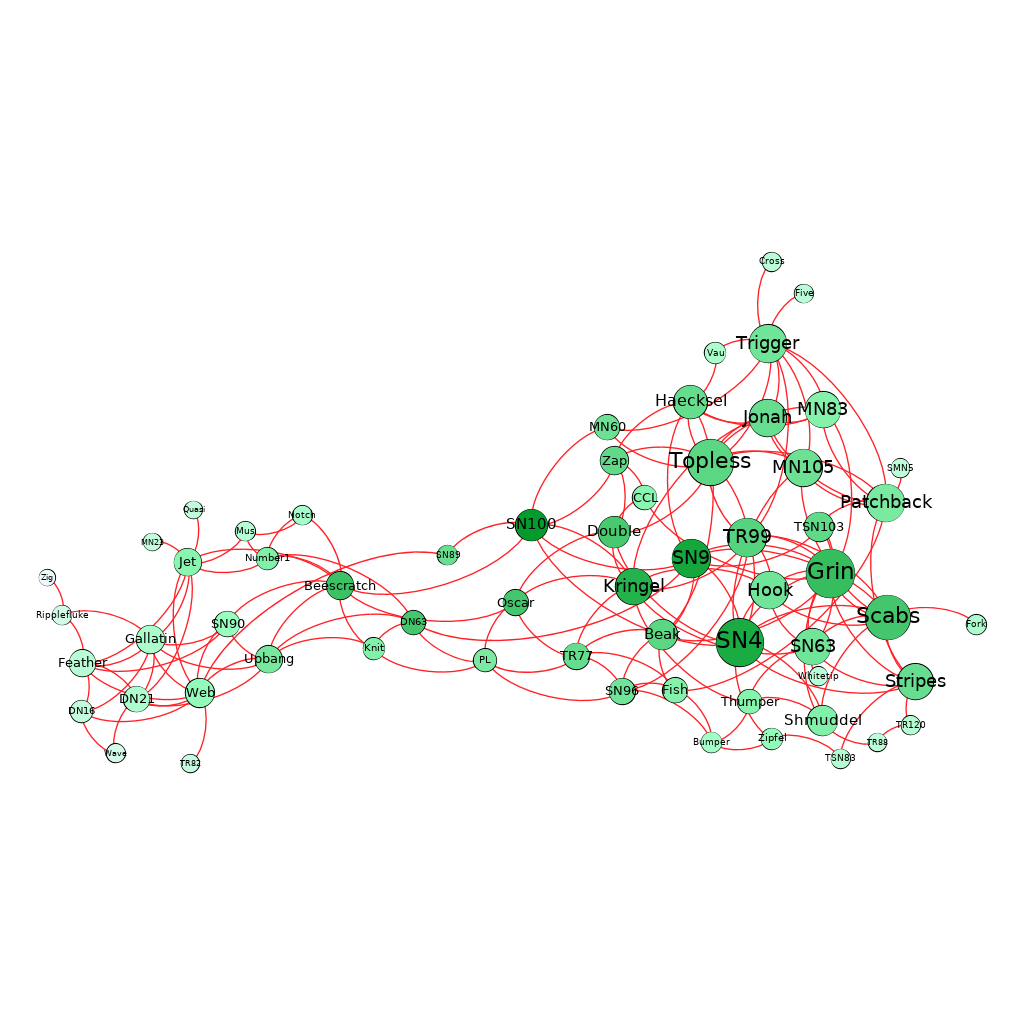 Cross
Five
Trigger
Vau
Haecksel
MN83
Jonah
MN60
Zap
Topless
MN105
SMN5
CCL
Patchback
Quasi
Notch
SN100
Double
TSN103
Mus
MN23
TR99
Jet
Number1
SN89
SN9
Grin
Zig
Beescratch
Kringel
Hook
Oscar
Ripplefluke
Scabs
DN63
SN90
Fork
Gallatin
Beak
SN4
SN63
Knit
Feather
Upbang
PL
TR77
Whitetip
Stripes
Web
DN21
SN96
Fish
Thumper
DN16
Shmuddel
TR120
Wave
Bumper
Zipfel
TR88
TR82
TSN83